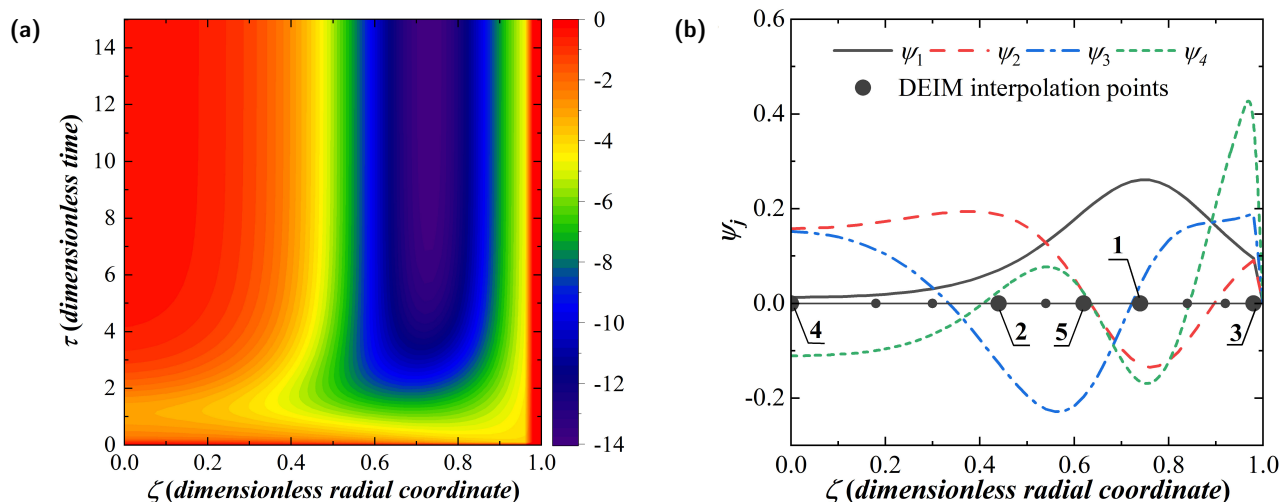 (a)
14
12
10
8
6
4
2
0
τ (dimensionless time)
0.0 0.2 0.4 0.6 0.8 1.0
ζ (dimensionless radial coordinate)
0
-2
-4
-6
-8
-10
-12
-14
(b)
0.6
0.4
0.2
0.0
-0.2
ψj
ψ1 ψ2 ψ3 ψ4
DEIM interpolation points
1
4 2 5 3
0.0 0.2 0.4 0.6 0.8 1.0
ζ (dimensionless radial coordinate)